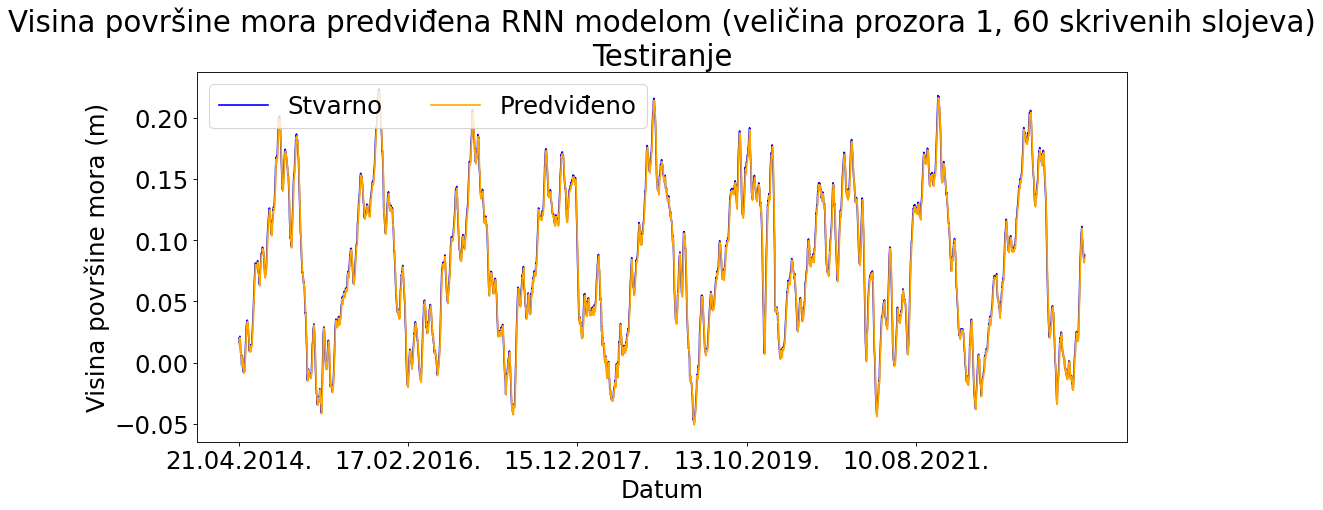 Visina površine mora predviđena RNN modelom (veličina prozora 1, 60 skrivenih slojeva)
Testiranje
Stvarno Predviđeno
Visina površine mora (m)
0.20
0.15
0.10
0.05
0.00
−0.05
21.04.2014. 17.02.2016. 15.12.2017. 13.10.2019. 10.08.2021.
Datum